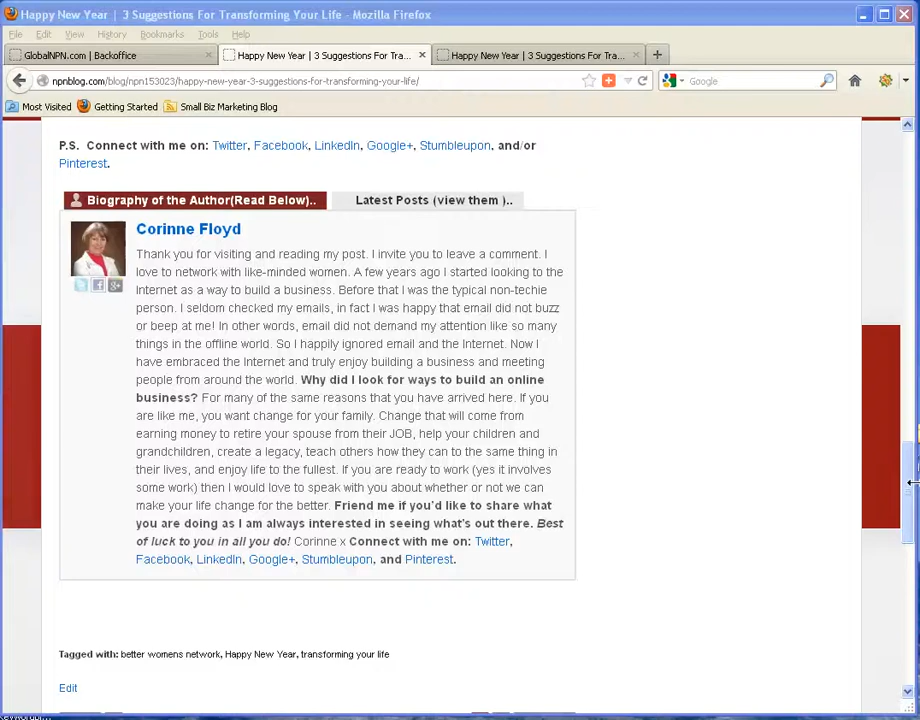 Happy New Year | 3 Suggestions For Transforming Your Life - Mozilla Firefox
File Edit View History Bookmarks Tools Help
GlobalNPN.com | Backoffice × Happy New Year | 3 Suggestions For Tra... × Happy New Year | 3 Suggestions For Tra... × +
npnblog.com/blog/npn153023/happy-new-year-3-suggestions-for-transforming-your-life/ Google
Most Visited Getting Started Small Biz Marketing Blog
P.S. Connect with me on: Twitter, Facebook, LinkedIn, Google+, Stumbleupon, and/or
Pinterest.
Biography of the Author(Read Below).. Latest Posts (view them )..
Corinne Floyd
Thank you for visiting and reading my post. I invite you to leave a comment. I
love to network with like-minded women. A few years ago I started looking to the
Internet as a way to build a business. Before that I was the typical non-techie
person. I seldom checked my emails, in fact I was happy that email did not buzz
or beep at me! In other words, email did not demand my attention like so many
things in the offline world. So I happily ignored email and the Internet. Now I
have embraced the Internet and truly enjoy building a business and meeting
people from around the world. Why did I look for ways to build an online
business? For many of the same reasons that you have arrived here. If you
are like me, you want change for your family. Change that will come from
earning money to retire your spouse from their JOB, help your children and
grandchildren, create a legacy, teach others how they can to the same thing in
their lives, and enjoy life to the fullest. If you are ready to work (yes it involves
some work) then I would love to speak with you about whether or not we can
make your life change for the better. Friend me if you'd like to share what
you are doing as I am always interested in seeing what's out there. Best
of luck to you in all you do! Corinne x Connect with me on: Twitter,
Facebook, LinkedIn, Google+, Stumbleupon, and Pinterest.
Tagged with: better womens network, Happy New Year, transforming your life
Edit